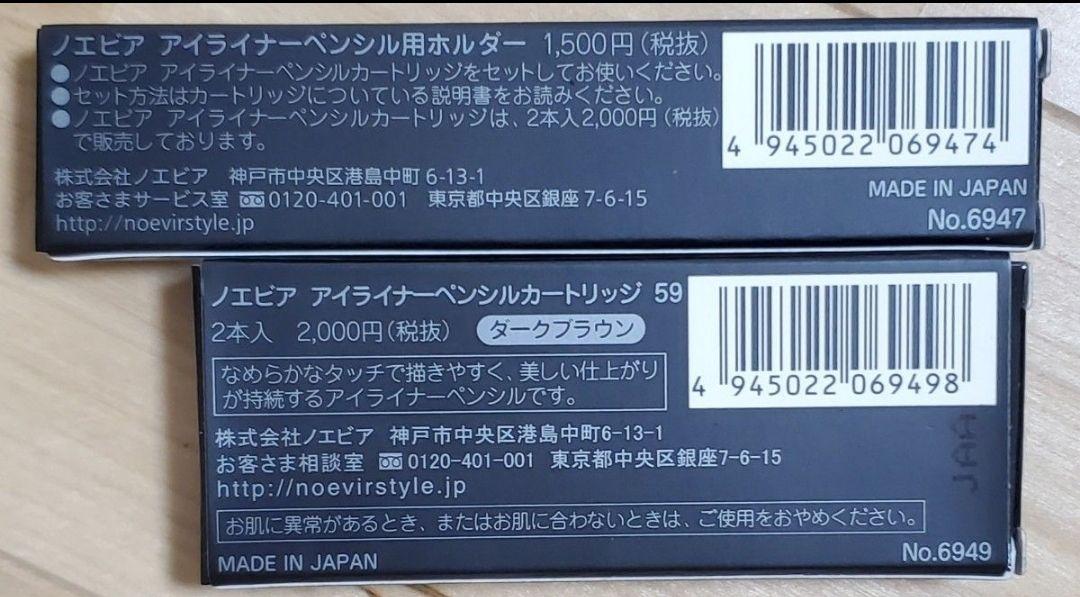 ノエビア アイライナーペンシル用ホルダー 1,500円(税抜)
●ノエビア アイライナーペンシルカートリッジをセットしてお使いください。
●セット方法はカートリッジについている説明書をお読みください。
●ノエビア アイライナーペンシルカートリッジは、2本入2,000円(税抜)
で販売しております。
株式会社ノエビア 神戸市中央区港島中町6-13-1
お客さまサービス室 0120-401-001 東京都中央区銀座7-6-15
http://noevirstyle.jp
4 945022 069474
MADE IN JAPAN
No.6947
ノエビア アイライナーペンシルカートリッジ 59
2本入 2,000円(税抜) ダークブラウン
なめらかなタッチで描きやすく、美しい仕上がり
が持続するアイライナーペンシルです。
株式会社ノエビア 神戸市中央区港島中町6-13-1
お客さま相談室 0120-401-001 東京都中央区銀座7-6-15
http://noevirstyle.jp
お肌に異常があるとき、またはお肌に合わないときは、ご使用をおやめください。
MADE IN JAPAN
4 945022 069498
No.6949